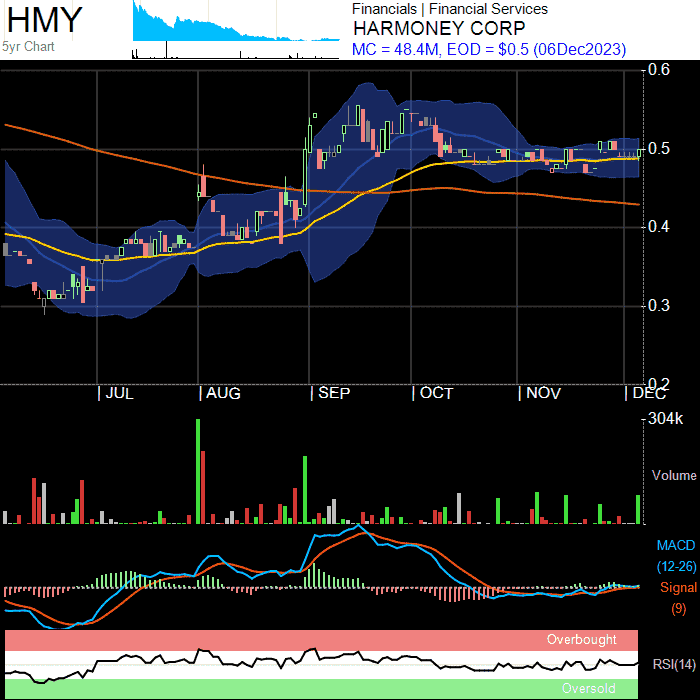 HMY
5yr Chart
Financials | Financial Services
HARMONEY CORP
MC = 48.4M, EOD = $0.5 (06Dec2023)
0.6
0.5
0.4
0.3
0.2
| JUL | AUG | SEP | OCT | NOV | DEC
304k
Volume
MACD
(12-26)
Signal
(9)
Overbought
RSI(14)
Oversold